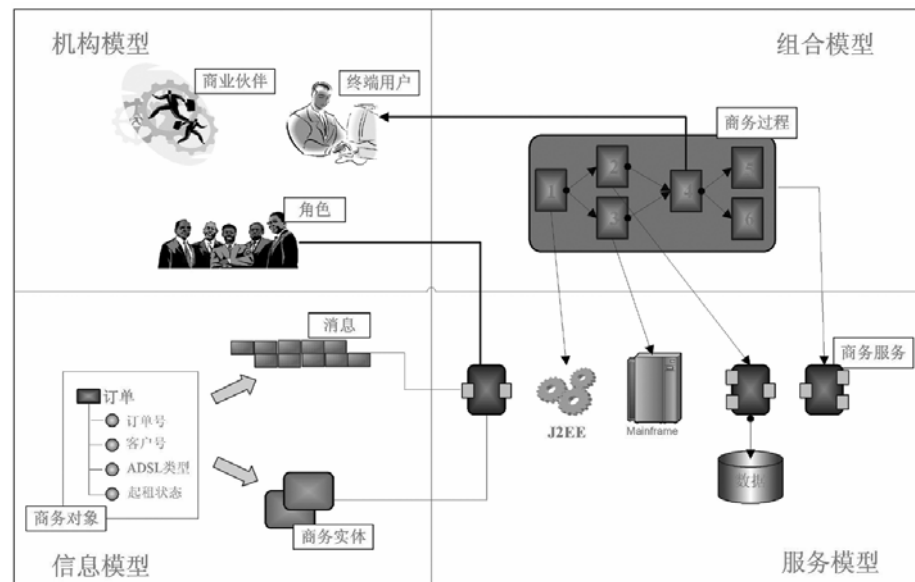 机构模型
组合模型
商业伙伴
终端用户
商务过程
1
2
3
4
5
6
角色
消息
商务服务
订单
订单号
客户号
ADSL类型
起租状态
商务对象
J2EE
Mainframe
数据
商务实体
信息模型
服务模型